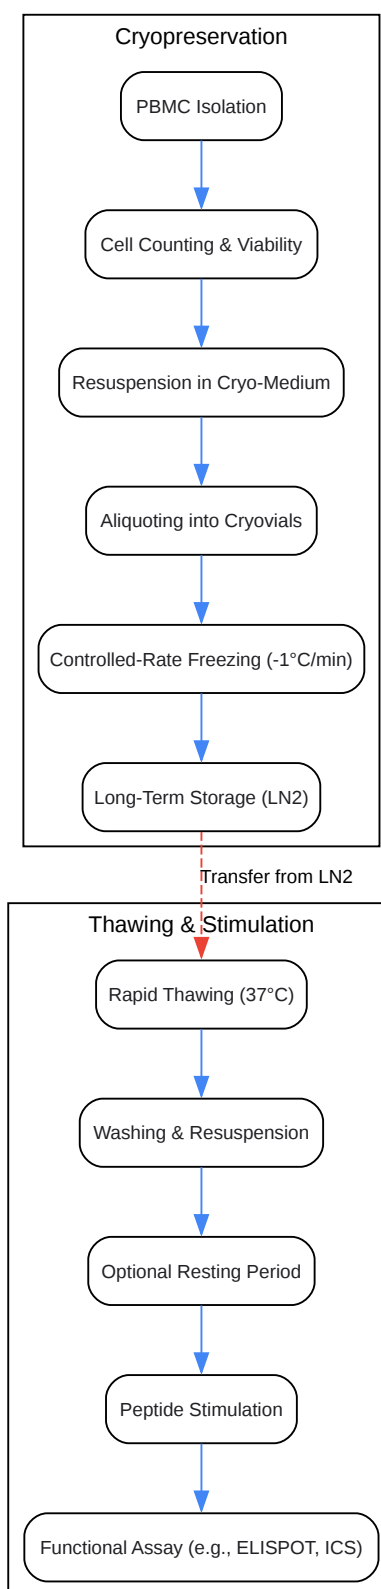 Cryopreservation
PBMC Isolation
Cell Counting & Viability
Resuspension in Cryo-Medium
Aliquoting into Cryovials
Controlled-Rate Freezing (-1°C/min)
Long-Term Storage (LN2)
Transfer from LN2
Thawing & Stimulation
Rapid Thawing (37°C)
Washing & Resuspension
Optional Resting Period
Peptide Stimulation
Functional Assay (e.g., ELISPOT, ICS)